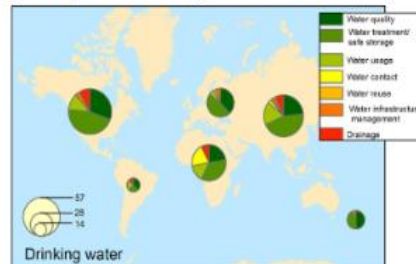 Water quality
Water treatment/
safe storage
Water usage
Water contact
Water reuse
Water infrastructure
management
Drainage
57
28
14
Drinking water